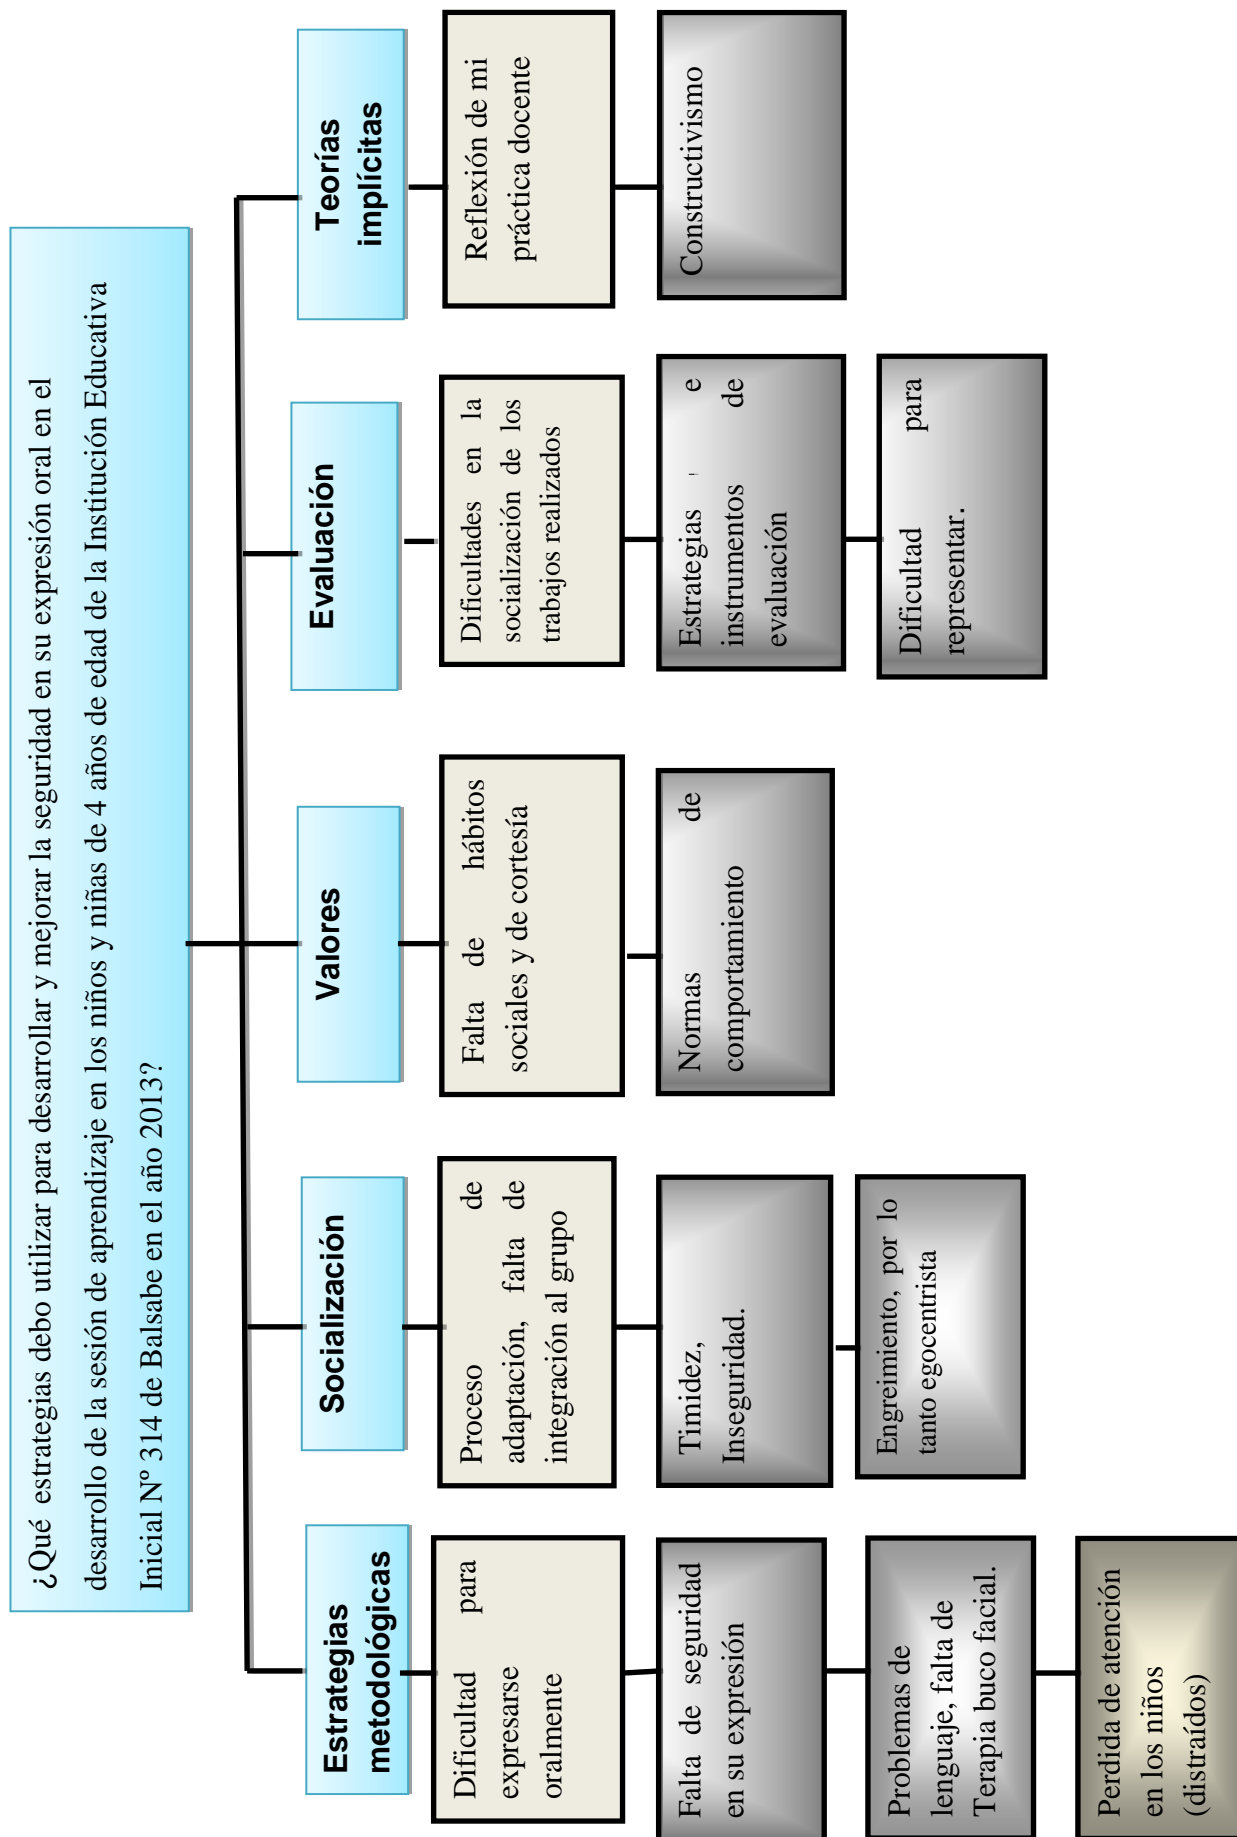 ¿Qué estrategias debo utilizar para desarrollar y mejorar la seguridad en su expresión oral en el
desarrollo de la sesión de aprendizaje en los niños y niñas de 4 años de edad de la Institución Educativa
Inicial Nº 314 de Balsabe en el año 2013?
Estrategias
metodológicas
Dificultad para
expresarse
oralmente
Falta de seguridad
en su expresión
Problemas de
lenguaje, falta de
Terapia buco facial.
Perdida de atención
en los niños
(distraídos)
Socialización
Proceso de
adaptación, falta de
integración al grupo
Timidez,
Inseguridad.
Engreimiento, por lo
tanto egocentrista
Valores
Falta de hábitos
sociales y de cortesía
Normas de
comportamiento
Evaluación
Dificultades en la
socialización de los
trabajos realizados
Estrategias e
instrumentos de
evaluación
Dificultad para
representar.
Teorías
implícitas
Reflexión de mi
práctica docente
Constructivismo